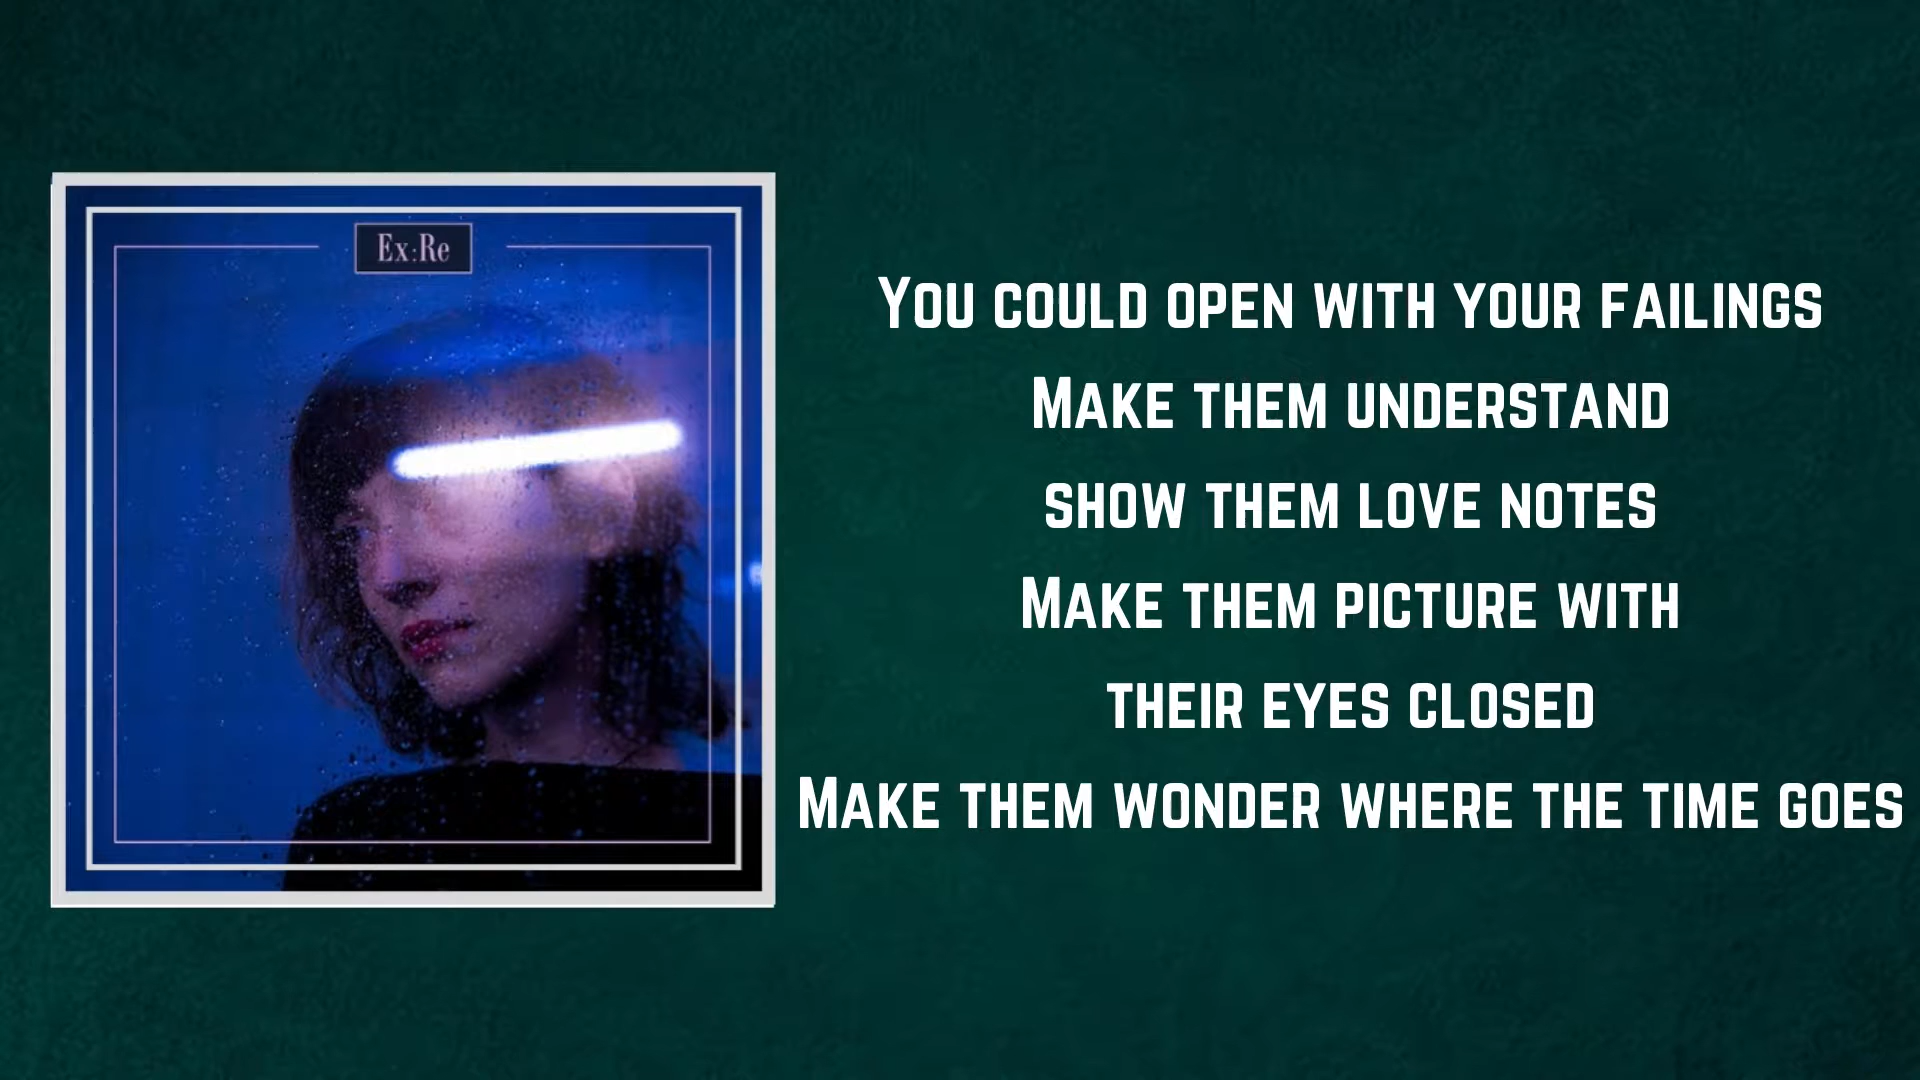 Ex:Re
You could open with your failings
Make them understand
show them love notes
Make them picture with
their eyes closed
Make them wonder where the time goes